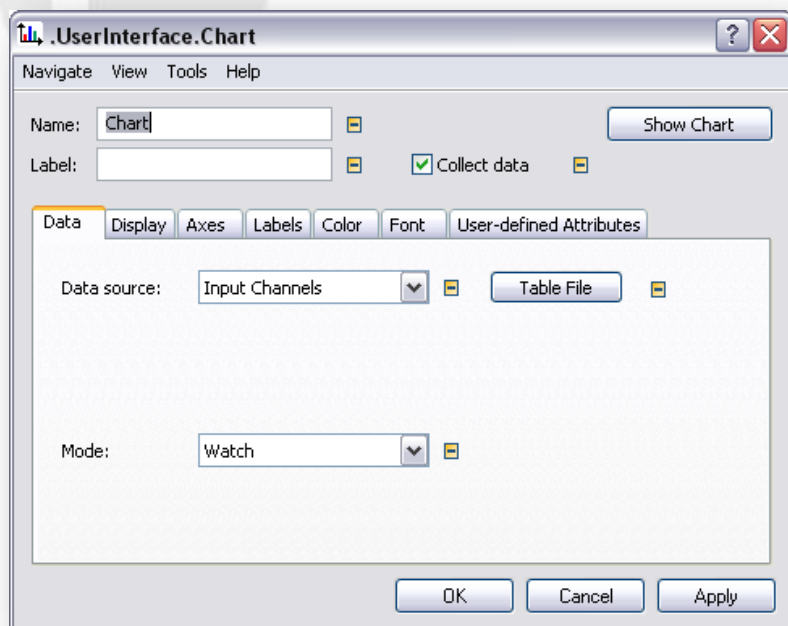 .UserInterface.Chart
Navigate View Tools Help
Name: Chart Show Chart
Label: Collect data
Data Display Axes Labels Color Font User-defined Attributes
Data source: Input Channels Table File
Mode: Watch
OK Cancel Apply